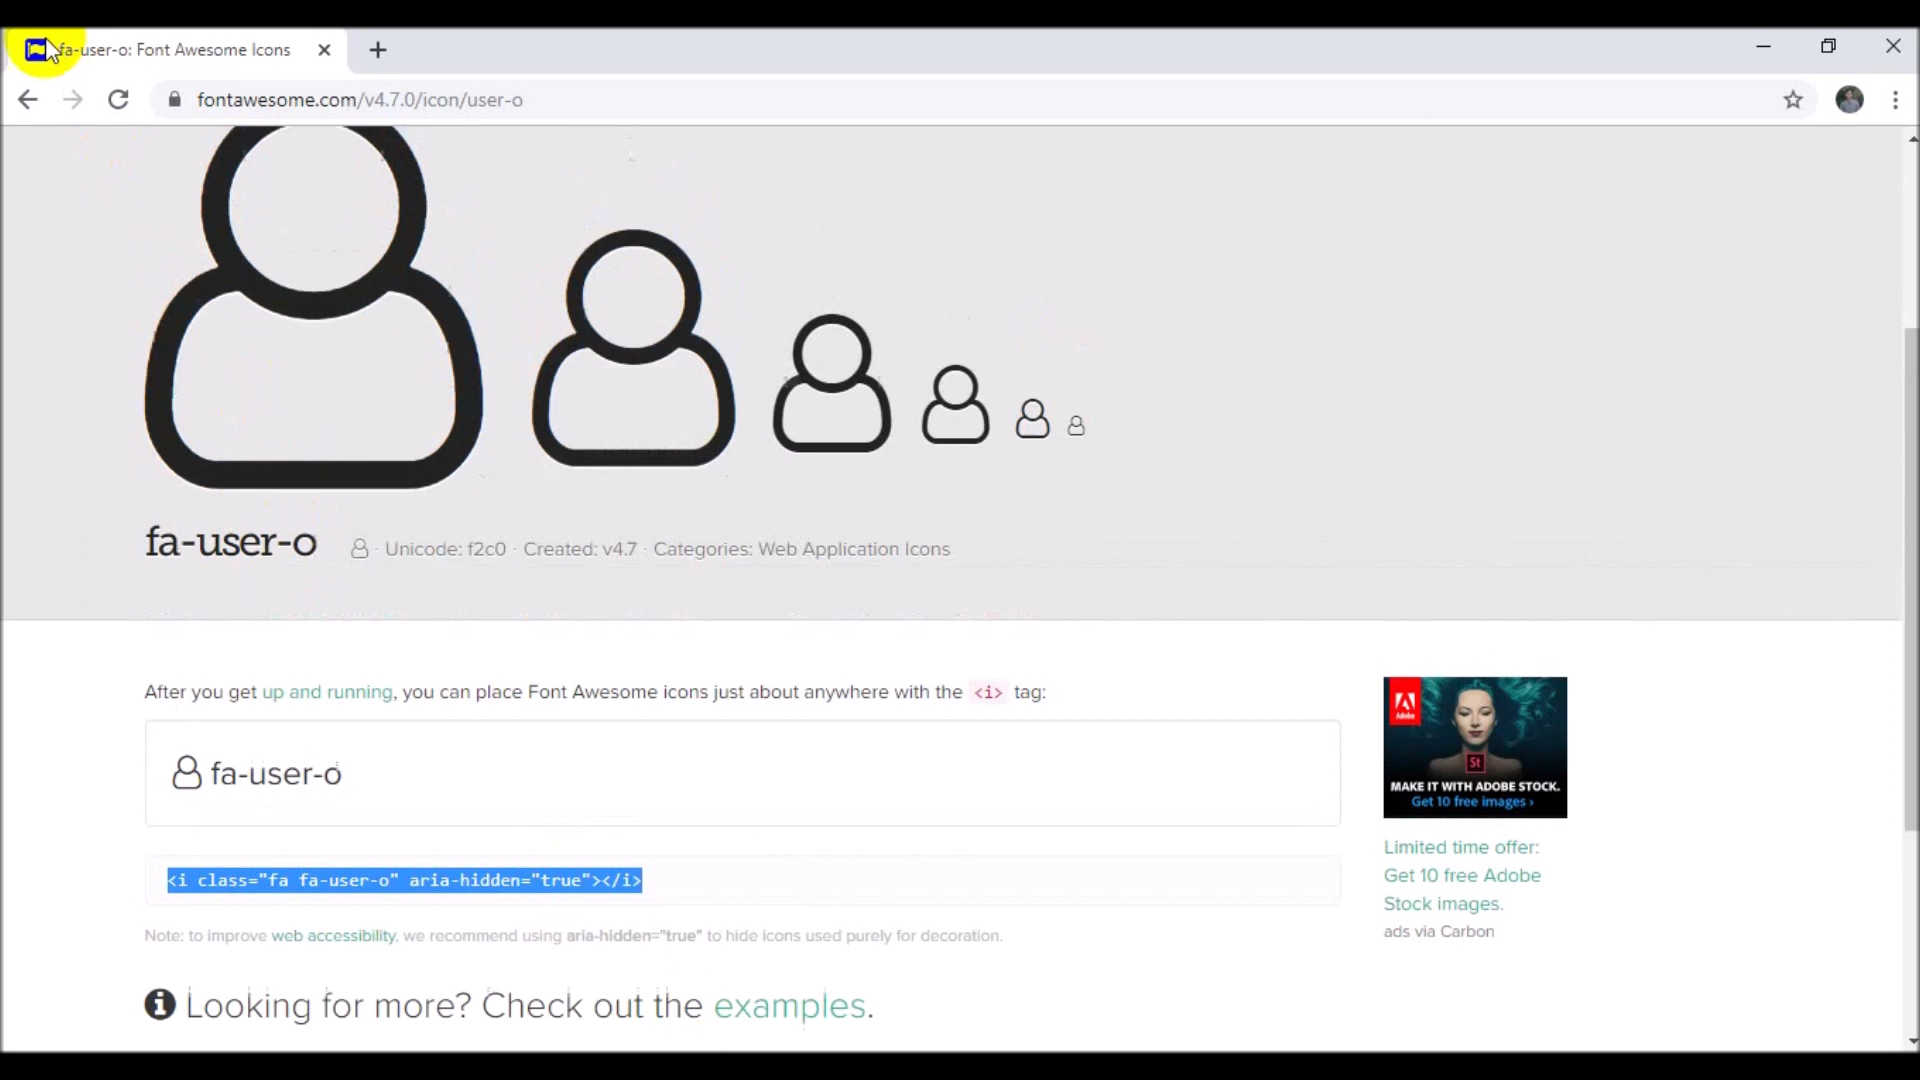 fa-user-o: Font Awesome Icons
fontawesome.com/v4.7.0/icon/user-o
fa-user-o · Unicode: f2c0 · Created: v4.7 · Categories: Web Application Icons
After you get up and running, you can place Font Awesome icons just about anywhere with the <i> tag:
fa-user-o
<i class="fa fa-user-o" aria-hidden="true"></i>
Note: to improve web accessibility, we recommend using aria-hidden="true" to hide icons used purely for decoration.
Looking for more? Check out the examples.
Adobe
St
MAKE IT WITH ADOBE STOCK.
Get 10 free images ›
Limited time offer:
Get 10 free Adobe
Stock images.
ads via Carbon